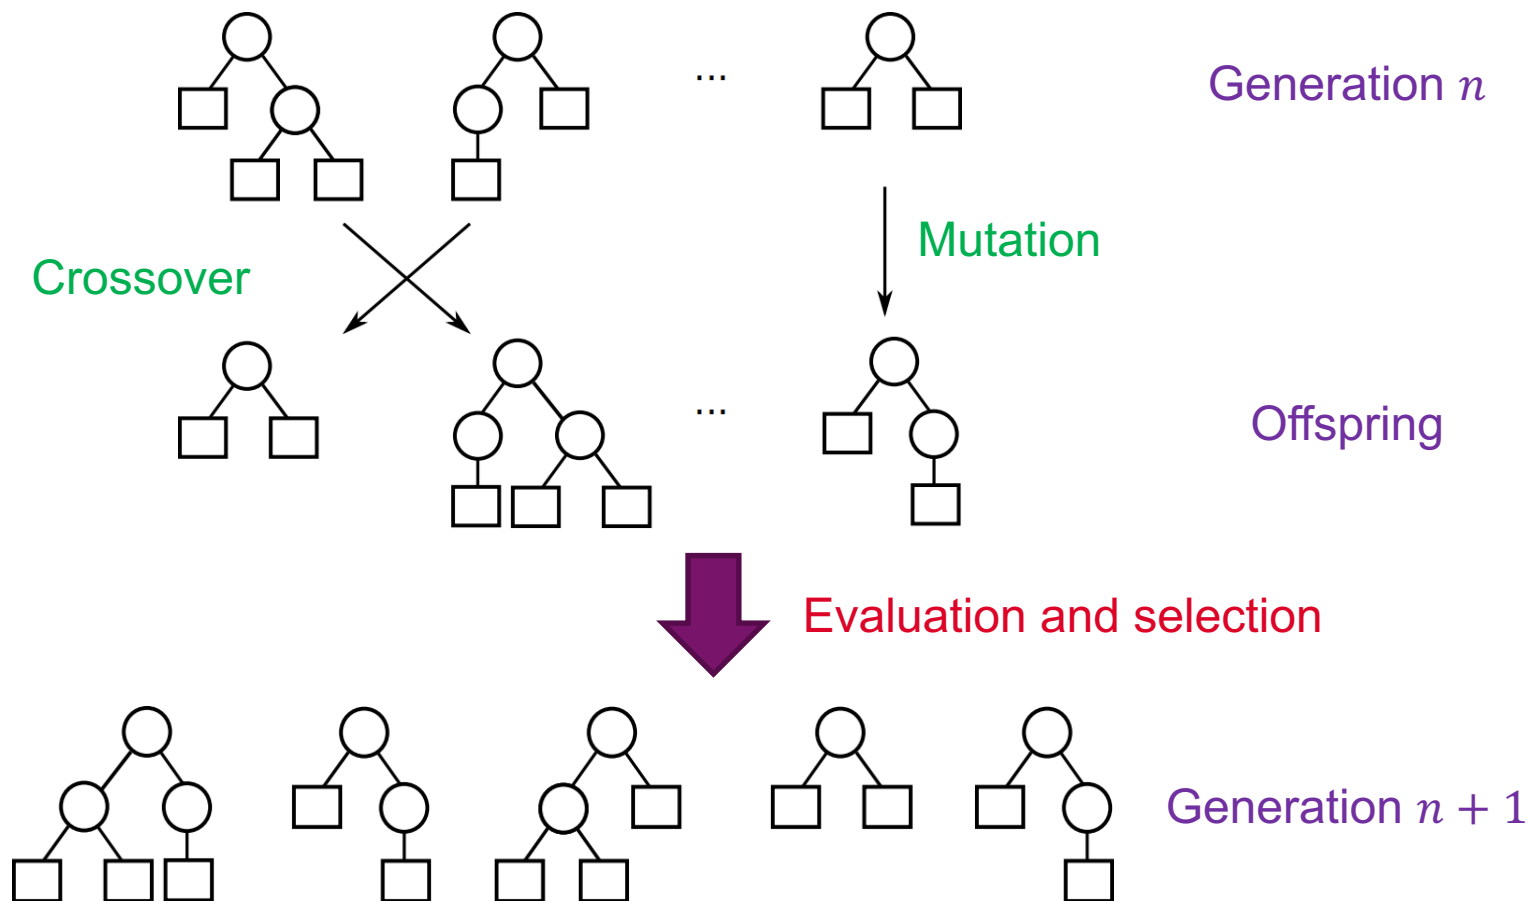 ...
Generation n
Mutation
Crossover
...
Offspring
Evaluation and selection
Generation n + 1